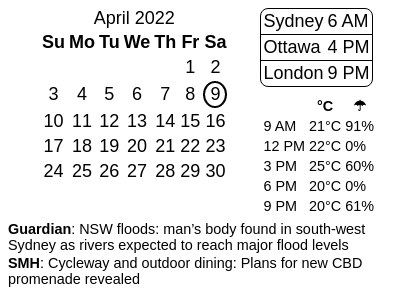 April 2022
Su Mo Tu We Th Fr Sa
1 2
3 4 5 6 7 8 9
10 11 12 13 14 15 16
17 18 19 20 21 22 23
24 25 26 27 28 29 30
Sydney 6 AM
Ottawa 4 PM
London 9 PM
°C ☂
9 AM 21°C 91%
12 PM 22°C 0%
3 PM 25°C 60%
6 PM 20°C 0%
9 PM 20°C 61%
Guardian: NSW floods: man’s body found in south-west
Sydney as rivers expected to reach major flood levels
SMH: Cycleway and outdoor dining: Plans for new CBD
promenade revealed